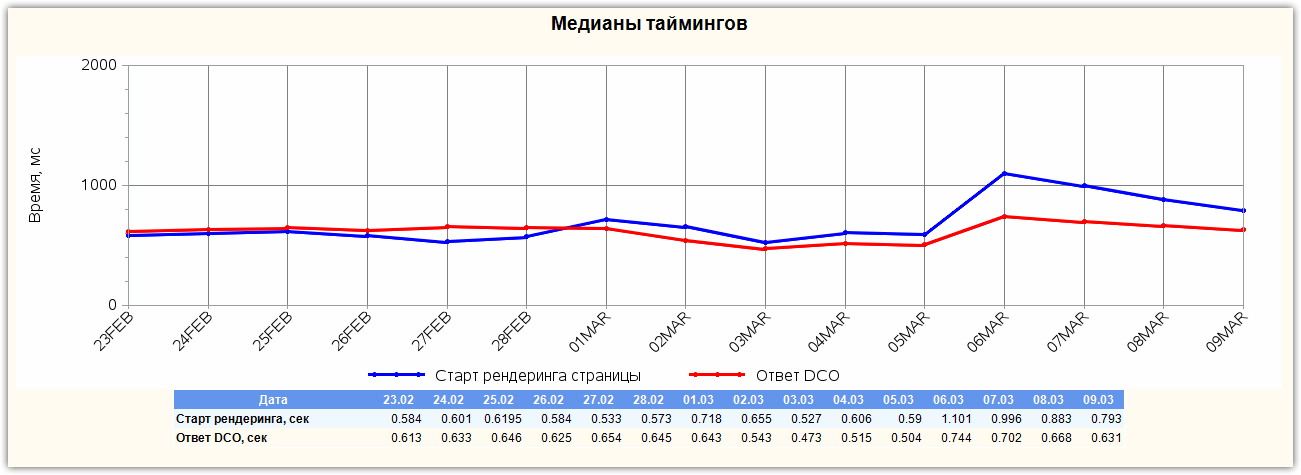 Медианы таймингов
Время, мс
2000
1000
0
23FEB 24FEB 25FEB 26FEB 27FEB 28FEB 01MAR 02MAR 03MAR 04MAR 05MAR 06MAR 07MAR 08MAR 09MAR
Старт рендеринга страницы Ответ DCO
Дата 23.02 24.02 25.02 26.02 27.02 28.02 01.03 02.03 03.03 04.03 05.03 06.03 07.03 08.03 09.03
Старт рендеринга, сек 0.584 0.601 0.6195 0.584 0.533 0.573 0.718 0.655 0.527 0.606 0.59 1.101 0.996 0.883 0.793
Ответ DCO, сек 0.613 0.633 0.646 0.625 0.654 0.645 0.643 0.543 0.473 0.515 0.504 0.744 0.702 0.668 0.631